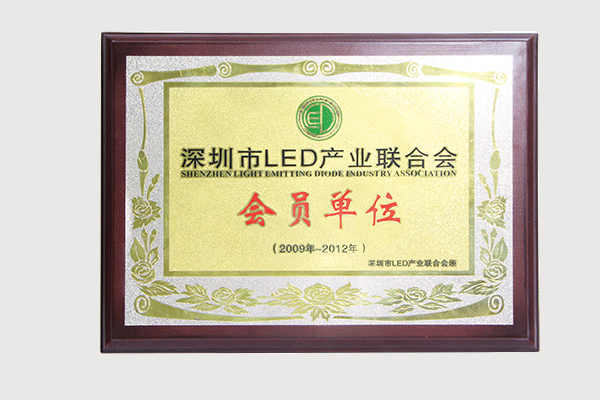 深圳市LED产业联合会
SHENZHEN LIGHT EMITTING DIODE INDUSTRY ASSOCIATION
会员单位
（2009年-2012年）
深圳市LED产业联合会颁